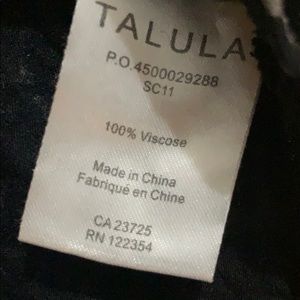 TALULA
P.O.4500029288
SC11
100% Viscose
Made in China
Fabriqué en Chine
CA 23725
RN 122354